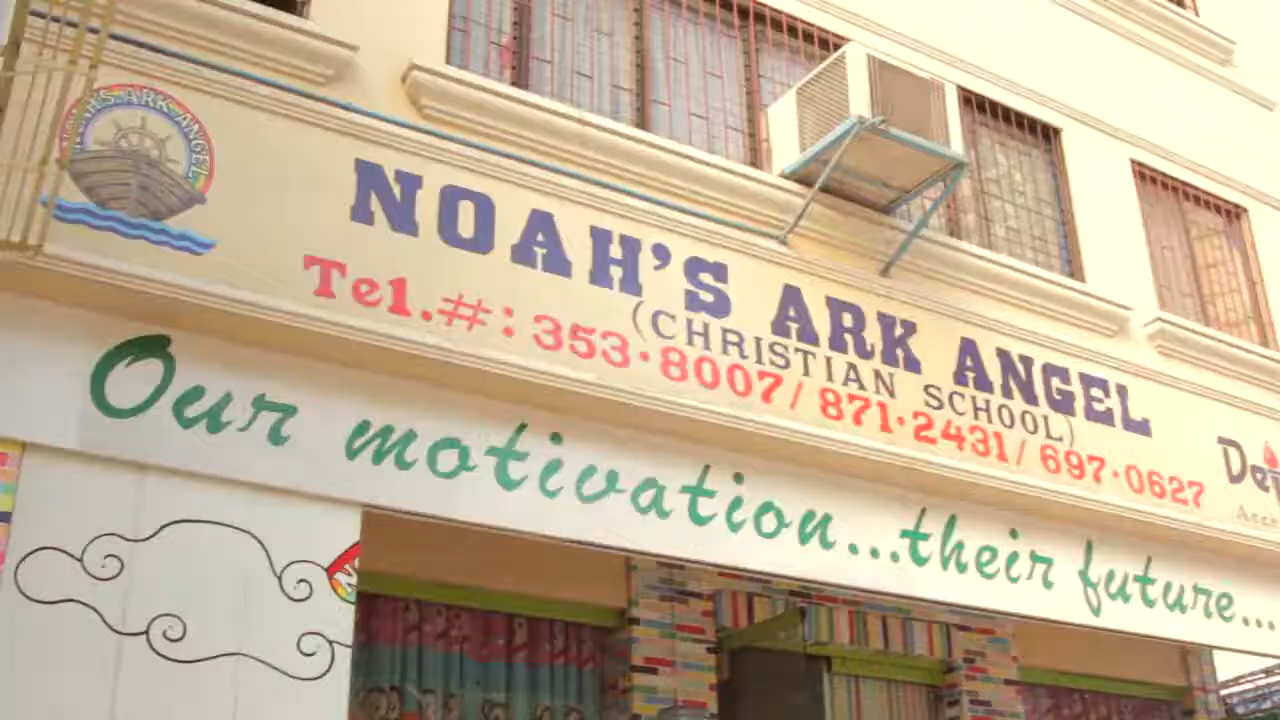 NOAH'S ARK ANGEL
NOAH'S ARK ANGEL
(CHRISTIAN SCHOOL)
Tel.#: 353·8007/ 871·2431/ 697·0627
Our motivation...their future...